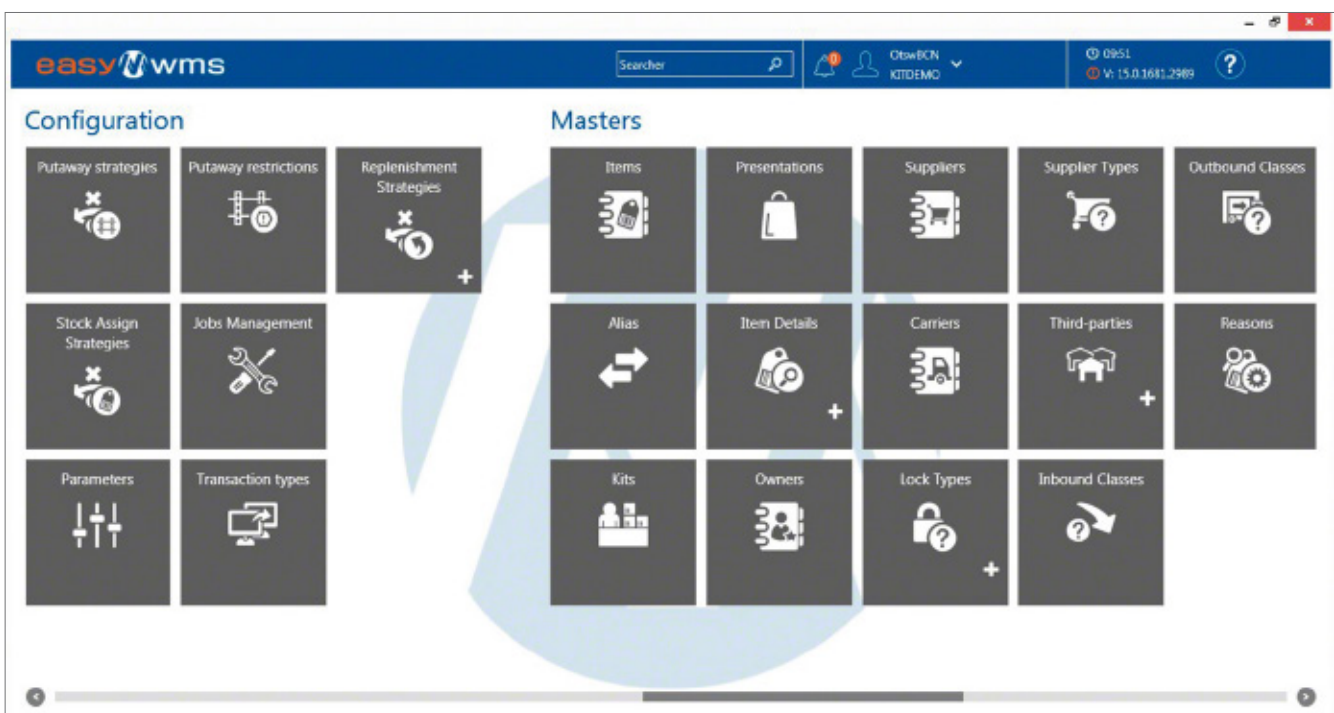 easy wms
Searcher
0
OtswBCN
KITDEMO
09:51
V: 15.0.1681.2989
?
Configuration
Masters
Putaway strategies
Putaway restrictions
Replenishment
Strategies
Items
Presentations
Suppliers
Supplier Types
Outbound Classes
Stock Assign
Strategies
Jobs Management
Alias
Item Details
Carriers
Third-parties
Reasons
Parameters
Transaction types
Kits
Owners
Lock Types
Inbound Classes